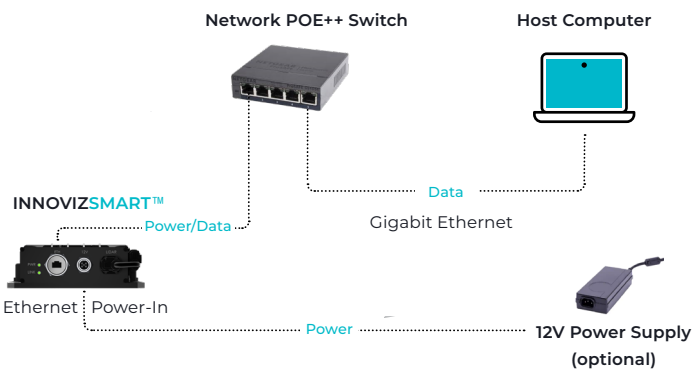 Network POE++ Switch
Host Computer
Data
Gigabit Ethernet
INNOVIZSMART™
Power/Data
Ethernet
Power-In
Power
12V Power Supply
(optional)